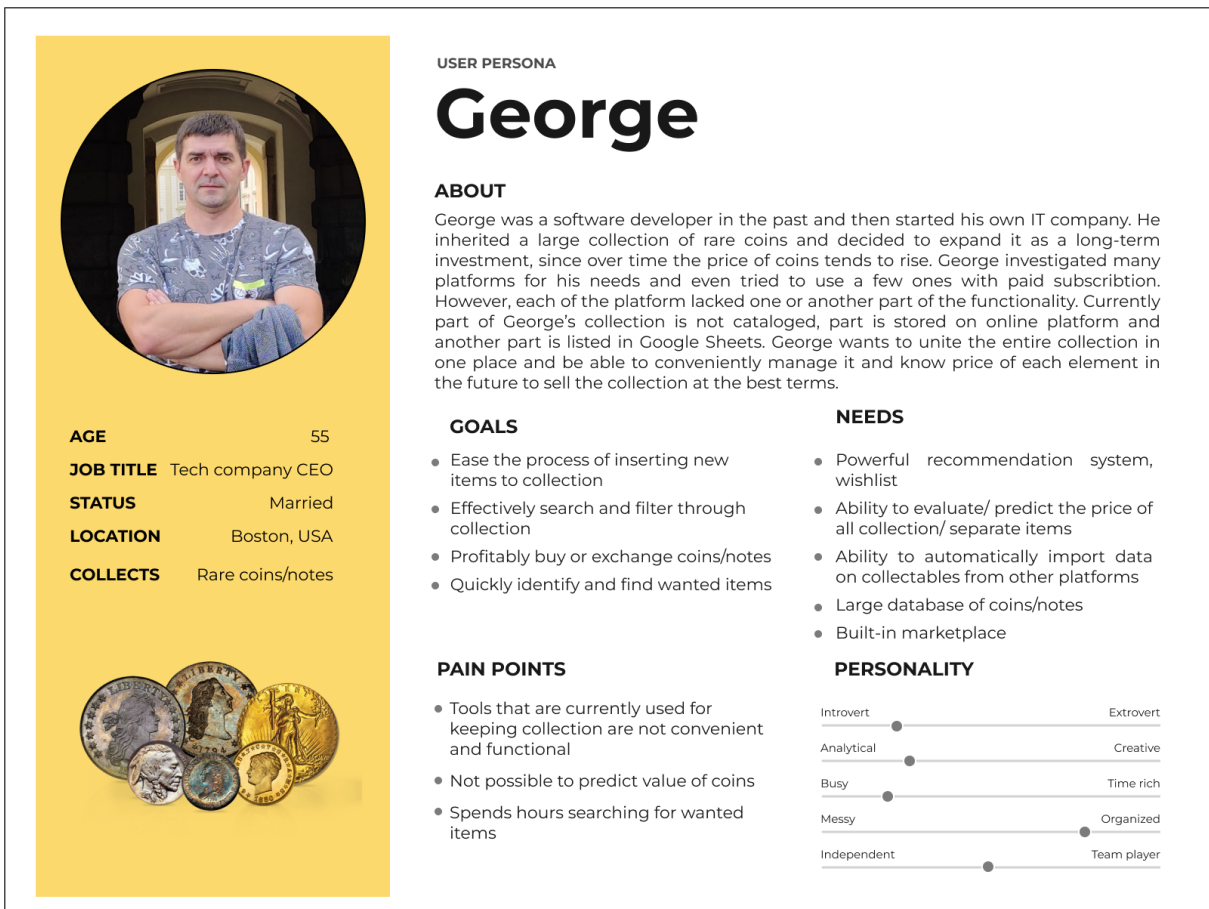 USER PERSONA
George
ABOUT
George was a software developer in the past and then started his own IT company. He
inherited a large collection of rare coins and decided to expand it as a long-term
investment, since over time the price of coins tends to rise. George investigated many
platforms for his needs and even tried to use a few ones with paid subscribtion.
However, each of the platform lacked one or another part of the functionality. Currently
part of George's collection is not cataloged, part is stored on online platform and
another part is listed in Google Sheets. George wants to unite the entire collection in
one place and be able to conveniently manage it and know price of each element in
the future to sell the collection at the best terms.
AGE 55
JOB TITLE Tech company CEO
STATUS Married
LOCATION Boston, USA
COLLECTS Rare coins/notes
LIBERTY
LIBERTY
1794
GOALS
Ease the process of inserting new
items to collection
Effectively search and filter through
collection
Profitably buy or exchange coins/notes
Quickly identify and find wanted items
NEEDS
Powerful recommendation system,
wishlist
Ability to evaluate/ predict the price of
all collection/ separate items
Ability to automatically import data
on collectables from other platforms
Large database of coins/notes
Built-in marketplace
PAIN POINTS
Tools that are currently used for
keeping collection are not convenient
and functional
Not possible to predict value of coins
Spends hours searching for wanted
items
PERSONALITY
Introvert Extrovert
Analytical Creative
Busy Time rich
Messy Organized
Independent Team player